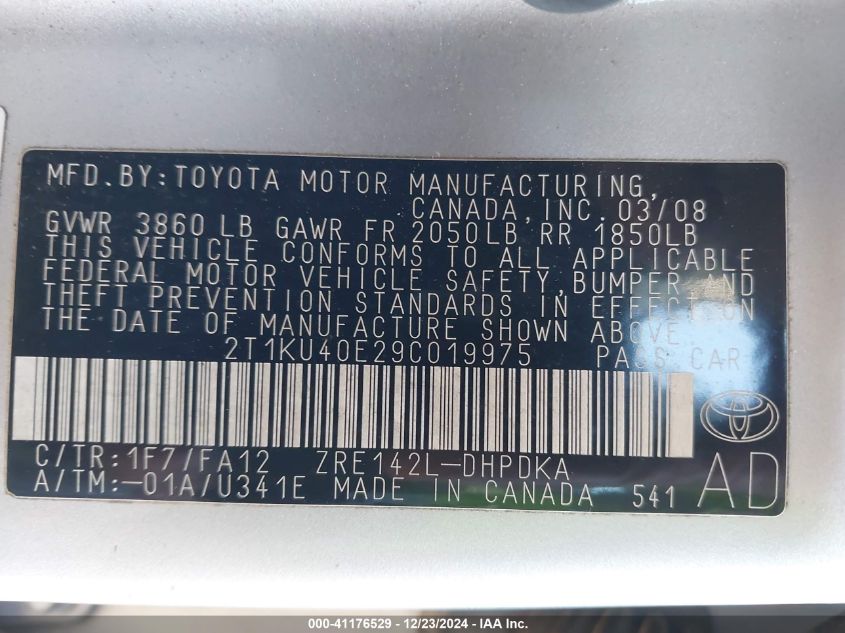 MFD.BY:TOYOTA MOTOR MANUFACTURING,
CANADA,INC. 03/08
GVWR 3860 LB GAWR FR 2050LB RR 1850LB
THIS VEHICLE CONFORMS TO ALL APPLICABLE
FEDERAL MOTOR VEHICLE SAFETY,BUMPER AND
THEFT PREVENTION STANDARDS IN EFFECT ON
THE DATE OF MANUFACTURE SHOWN ABOVE.
2T1KU40E29C019975 PASS CAR
C/TR:1F7/FA12 ZRE142L-DHPDKA
A/TM:-01A/U341E MADE IN CANADA 541 AD
000-41176529 - 12/23/2024 - IAAI.COM